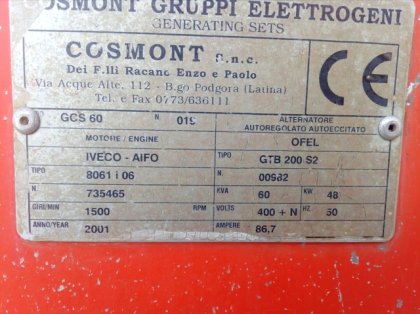 COSMONT GRUPPI ELETTROGENI
GENERATING SETS
COSMONT s.n.c.
Dei F.lli Racano Enzo e Paolo
Via Acque Alte, 112 - B.go Podgora (Latina)
Tel. e Fax 0773/636111
CE
GCS 60 N 019 ALTERNATORE
AUTOREGOLATO AUTOECCITATO
MOTORE/ENGINE OFEL
IVECO - AIFO TIPO GTB 200 S2
TIPO 8061 i 06 N. 00982
N. 735465 KVA 60 KW 48
GIRI/MIN 1500 RPM VOLTS 400 + N HZ 50
ANNO/YEAR 2001 AMPERE 86,7